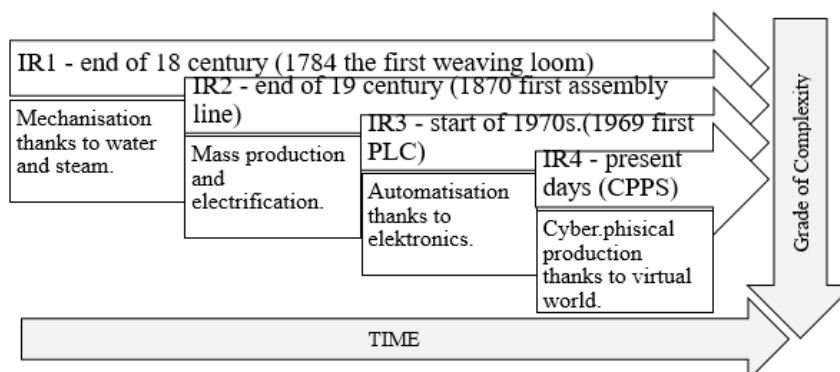 IR1 - end of 18 century (1784 the first weaving loom)
Mechanisation
thanks to water
and steam.
IR2 - end of 19 century (1870 first assembly
line)
Mass production
and
electrification.
IR3 - start of 1970s.(1969 first
PLC)
Automatisation
thanks to
elektronics.
IR4 - present
days (CPPS)
Cyber.phisical
production
thanks to virtual
world.
Grade of Complexity
TIME